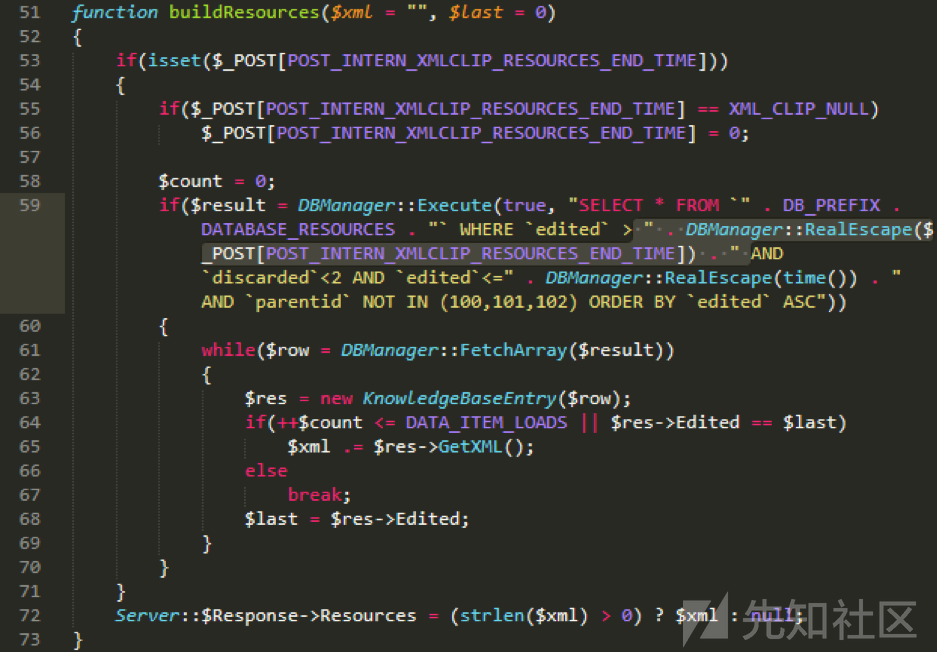 51 function buildResources($xml = "", $last = 0)
52 {
53 if(isset($_POST[POST_INTERN_XMLCLIP_RESOURCES_END_TIME]))
54 {
55 if($_POST[POST_INTERN_XMLCLIP_RESOURCES_END_TIME] == XML_CLIP_NULL)
56 $_POST[POST_INTERN_XMLCLIP_RESOURCES_END_TIME] = 0;
57
58 $count = 0;
59 if($result = DBManager::Execute(true, "SELECT * FROM `" . DB_PREFIX .
DATABASE_RESOURCES . "` WHERE `edited` > " . DBManager::RealEscape($
_POST[POST_INTERN_XMLCLIP_RESOURCES_END_TIME]) . " AND
`discarded`<2 AND `edited`<=" . DBManager::RealEscape(time()) . "
AND `parentid` NOT IN (100,101,102) ORDER BY `edited` ASC"))
60 {
61 while($row = DBManager::FetchArray($result))
62 {
63 $res = new KnowledgeBaseEntry($row);
64 if(++$count <= DATA_ITEM_LOADS || $res->Edited == $last)
65 $xml .= $res->GetXML();
66 else
67 break;
68 $last = $res->Edited;
69 }
70 }
71 }
72 Server::$Response->Resources = (strlen($xml) > 0) ? $xml : null;
73 }
先知社区